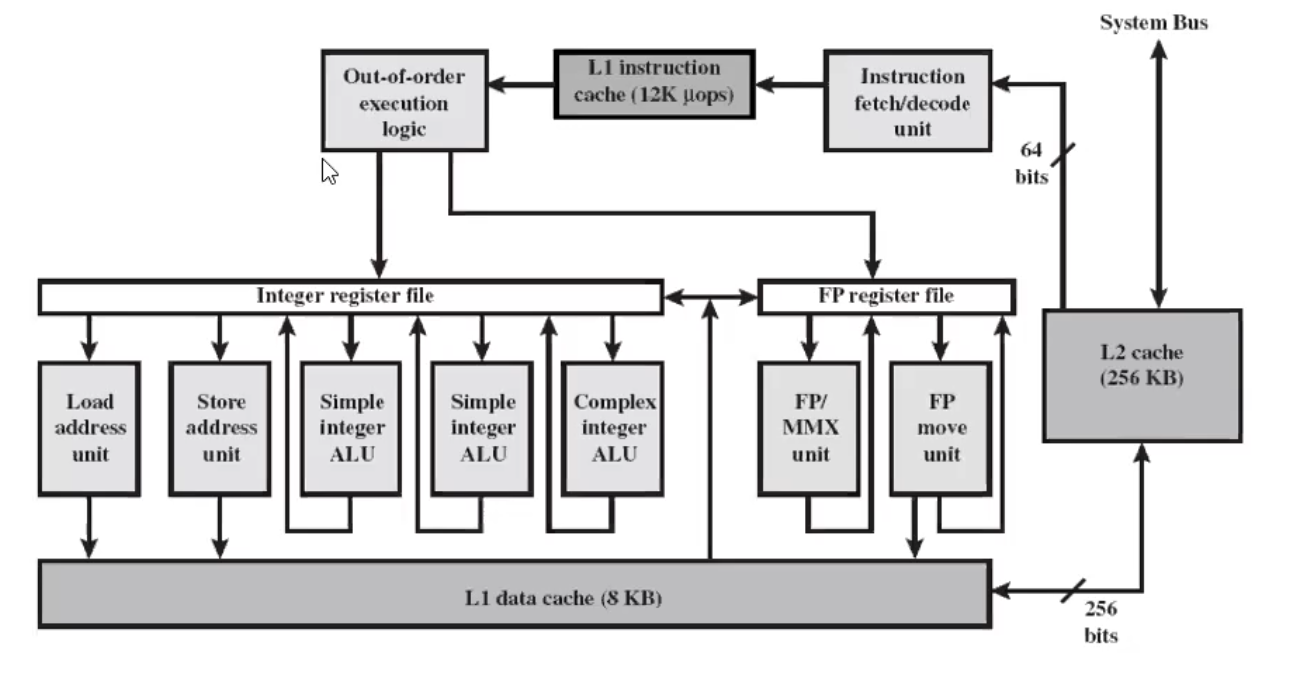 System Bus
Out-of-order
execution
logic
L1 instruction
cache (12K μops)
Instruction
fetch/decode
unit
64
bits
Integer register file
FP register file
L2 cache
(256 KB)
Load
address
unit
Store
address
unit
Simple
integer
ALU
Simple
integer
ALU
Complex
integer
ALU
FP/
MMX
unit
FP
move
unit
L1 data cache (8 KB)
256
bits